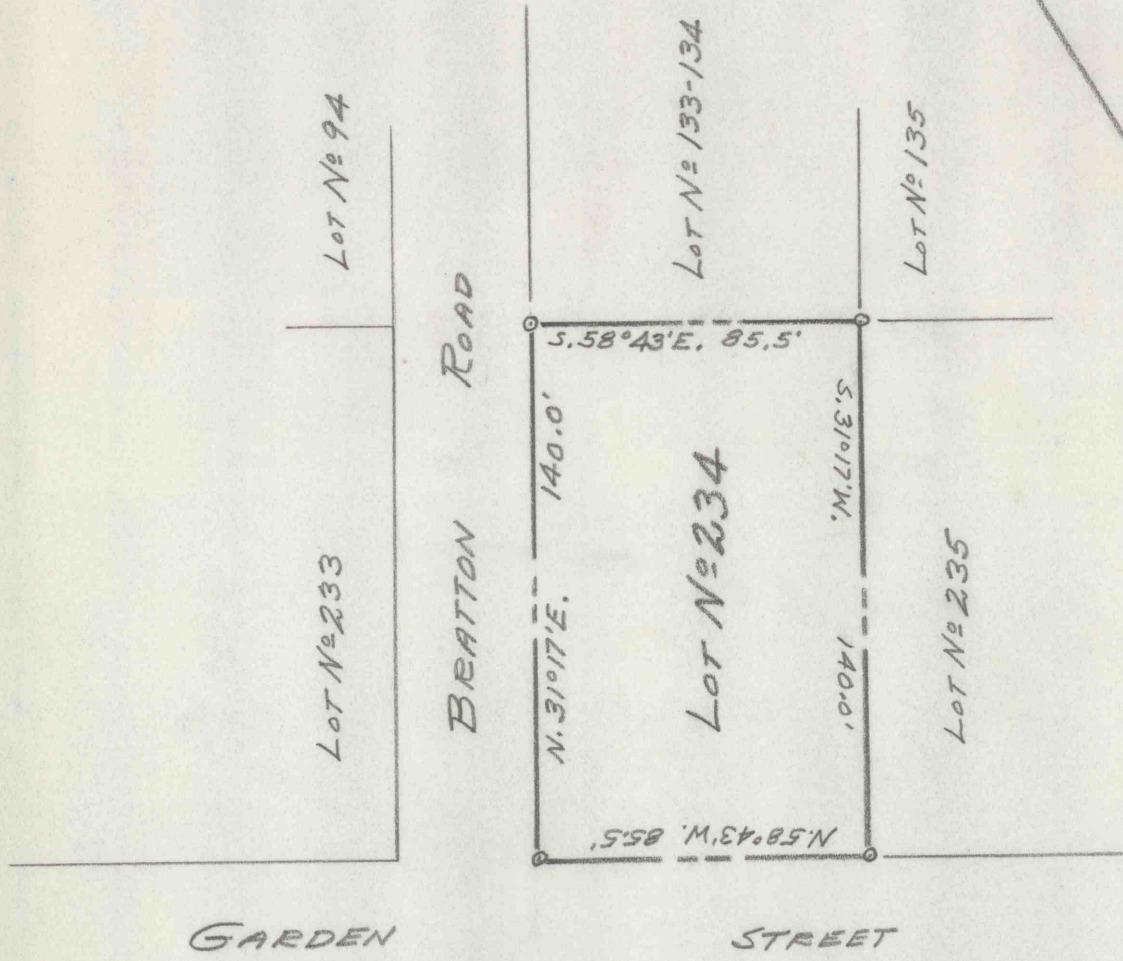 LOT Nº 94
LOT Nº 133-134
LOT Nº 135
BRATTON ROAD
S.58°43'E. 85.5'
N.31°17'E. 140.0'
S.31°17'W. 140.0'
LOT Nº 233
LOT Nº 234
LOT Nº 235
N.58°43'W. 85.5'
GARDEN STREET